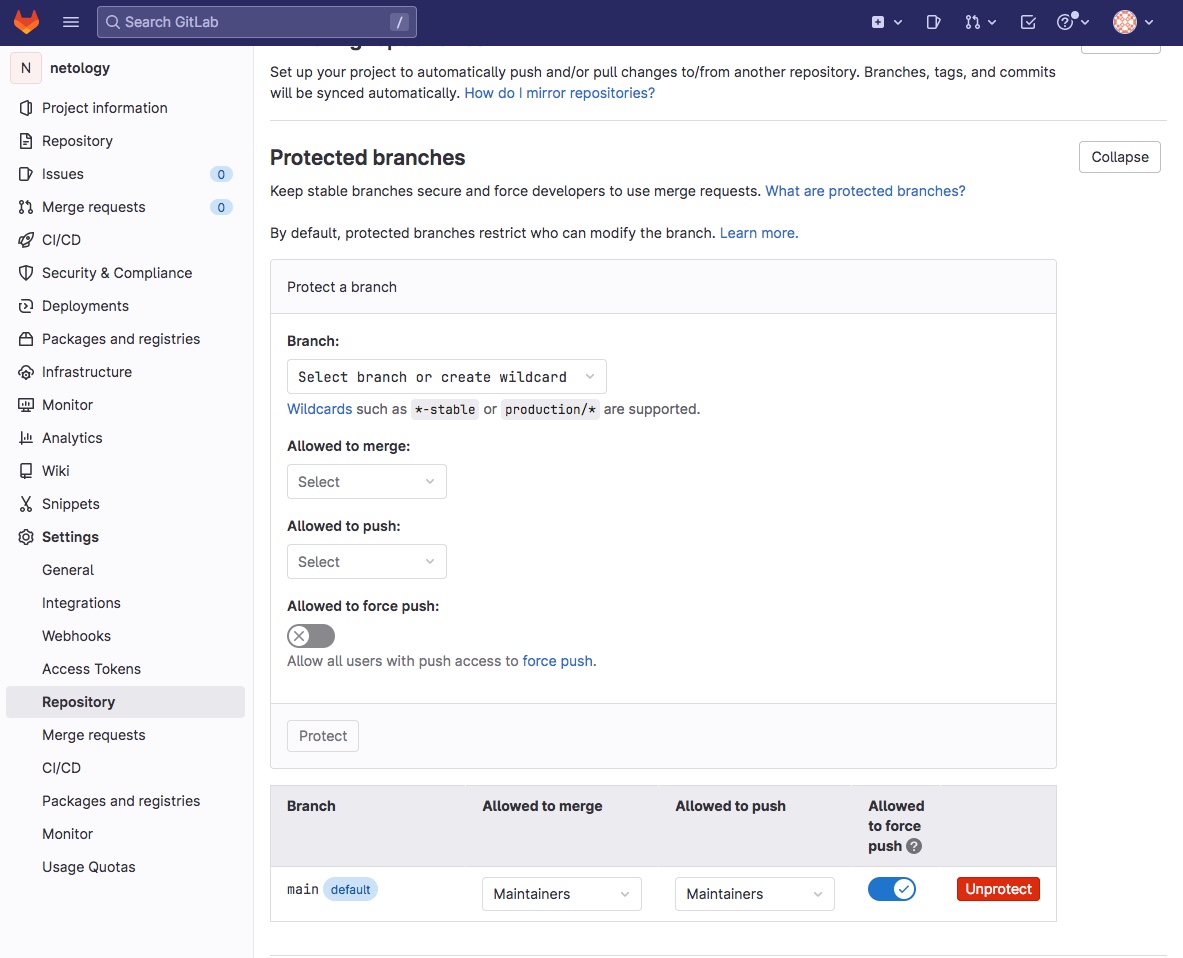 Search GitLab
/
N
netology
Project information
Repository
Issues
0
Merge requests
0
CI/CD
Security & Compliance
Deployments
Packages and registries
Infrastructure
Monitor
Analytics
Wiki
Snippets
Settings
General
Integrations
Webhooks
Access Tokens
Repository
Merge requests
CI/CD
Packages and registries
Monitor
Usage Quotas
Set up your project to automatically push and/or pull changes to/from another repository. Branches, tags, and commits
will be synced automatically. How do I mirror repositories?
Protected branches
Collapse
Keep stable branches secure and force developers to use merge requests. What are protected branches?
By default, protected branches restrict who can modify the branch. Learn more.
Protect a branch
Branch:
Select branch or create wildcard
Wildcards such as *-stable or production/* are supported.
Allowed to merge:
Select
Allowed to push:
Select
Allowed to force push:
Allow all users with push access to force push.
Protect
Branch
Allowed to merge
Allowed to push
Allowed
to force
push ?
main default
Maintainers
Maintainers
Unprotect